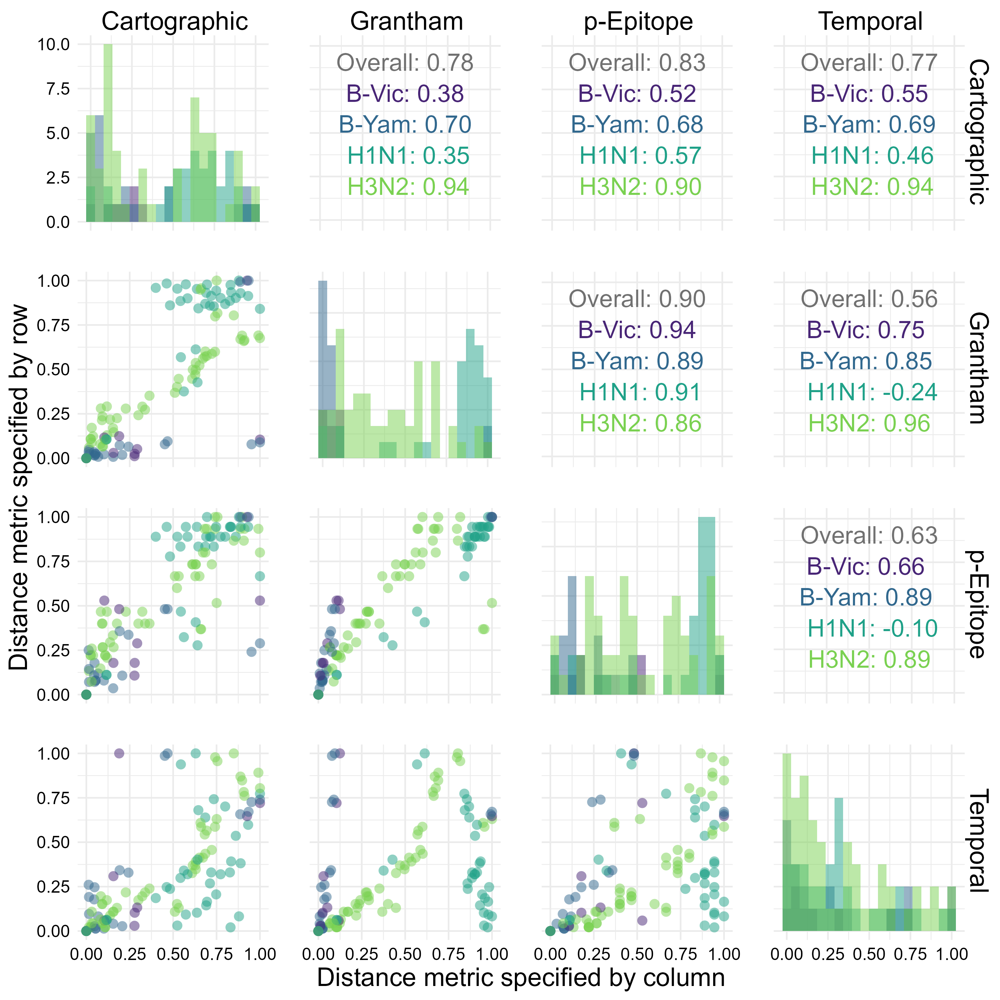 Cartographic Grantham p-Epitope Temporal
10.0
7.5
5.0
2.5
0.0
Overall: 0.78
B-Vic: 0.38
B-Yam: 0.70
H1N1: 0.35
H3N2: 0.94
Overall: 0.83
B-Vic: 0.52
B-Yam: 0.68
H1N1: 0.57
H3N2: 0.90
Overall: 0.77
B-Vic: 0.55
B-Yam: 0.69
H1N1: 0.46
H3N2: 0.94
Cartographic
Distance metric specified by row
1.00
0.75
0.50
0.25
0.00
Overall: 0.90
B-Vic: 0.94
B-Yam: 0.89
H1N1: 0.91
H3N2: 0.86
Overall: 0.56
B-Vic: 0.75
B-Yam: 0.85
H1N1: -0.24
H3N2: 0.96
Grantham
1.00
0.75
0.50
0.25
0.00
Overall: 0.63
B-Vic: 0.66
B-Yam: 0.89
H1N1: -0.10
H3N2: 0.89
p-Epitope
1.00
0.75
0.50
0.25
0.00
Temporal
0.00 0.25 0.50 0.75 1.00 0.00 0.25 0.50 0.75 1.00 0.00 0.25 0.50 0.75 1.00 0.00 0.25 0.50 0.75 1.00
Distance metric specified by column